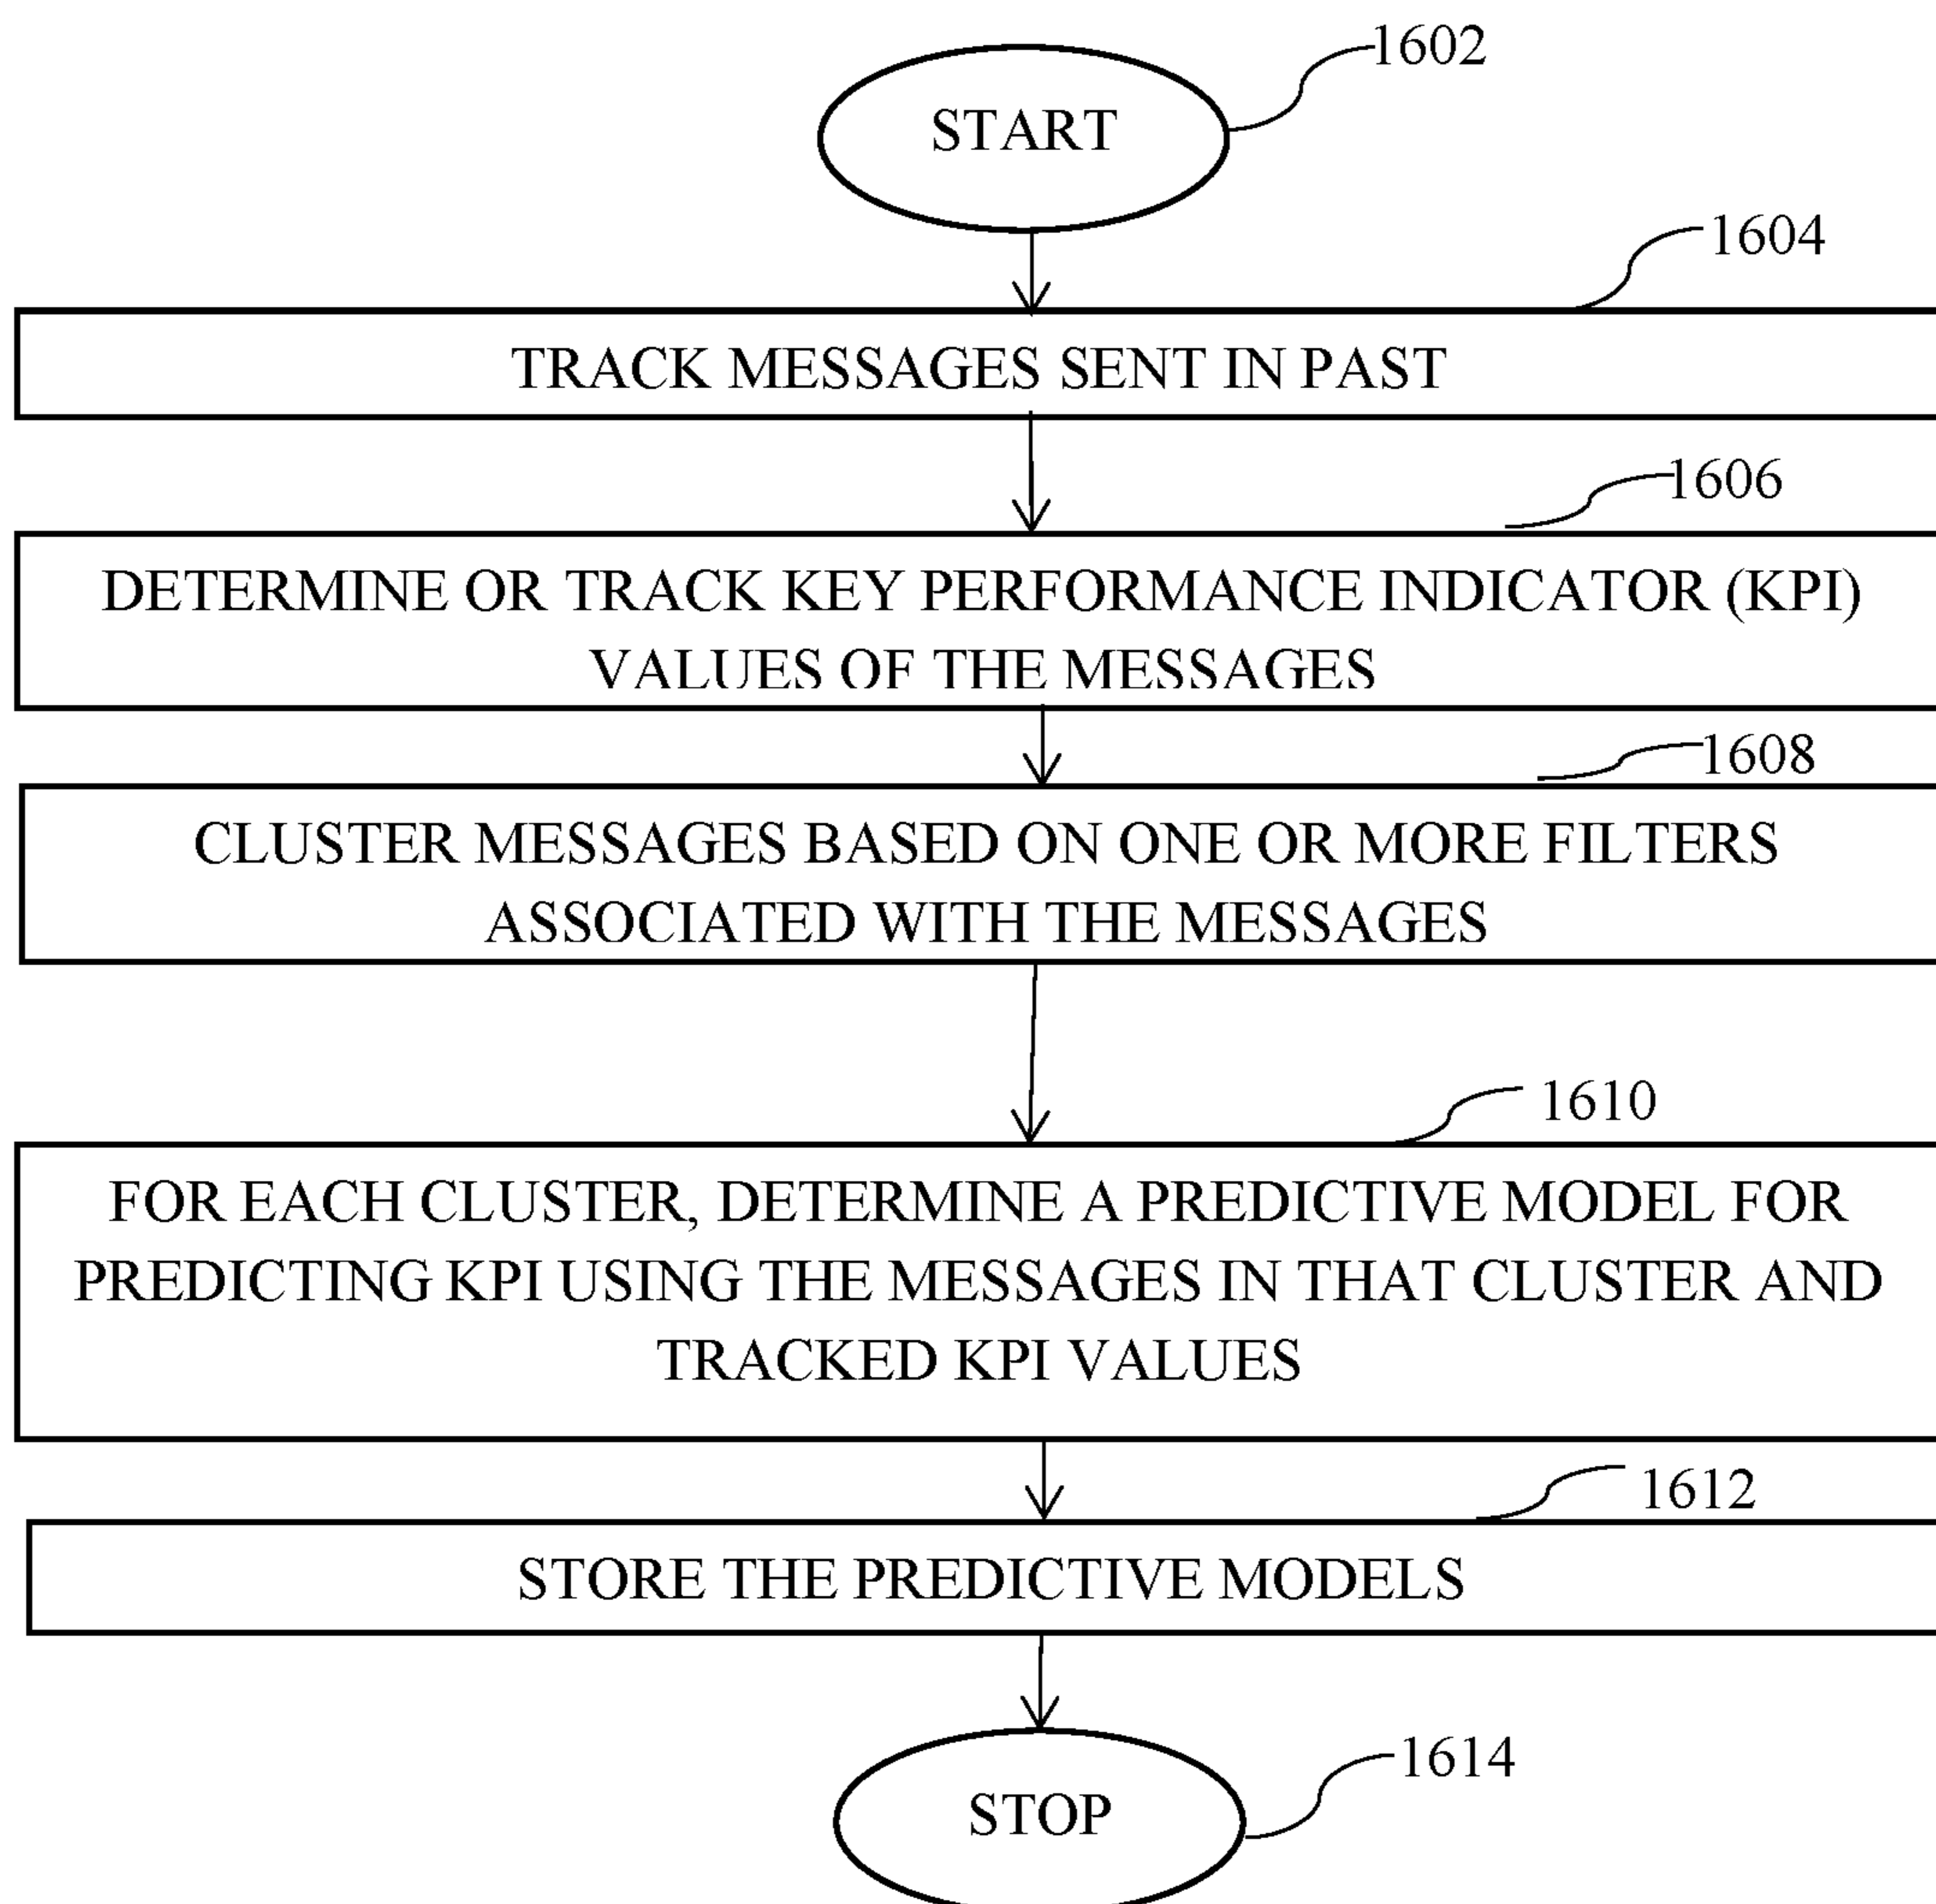 1602
START
1604
TRACK MESSAGES SENT IN PAST
1606
DETERMINE OR TRACK KEY PERFORMANCE INDICATOR (KPI)
VALUES OF THE MESSAGES
1608
CLUSTER MESSAGES BASED ON ONE OR MORE FILTERS
ASSOCIATED WITH THE MESSAGES
1610
FOR EACH CLUSTER, DETERMINE A PREDICTIVE MODEL FOR
PREDICTING KPI USING THE MESSAGES IN THAT CLUSTER AND
TRACKED KPI VALUES
1612
STORE THE PREDICTIVE MODELS
1614
STOP